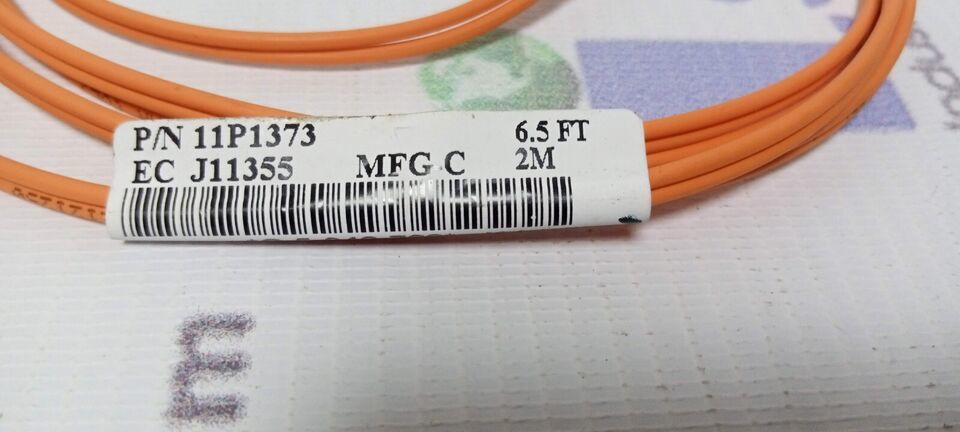 P/N 11P1373 6.5 FT
EC J11355 MFG C 2M
E